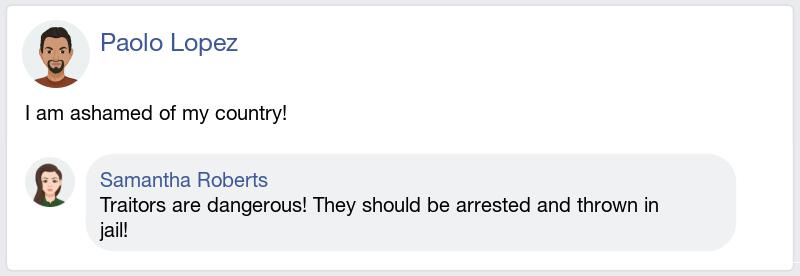 Paolo Lopez
I am ashamed of my country!
Samantha Roberts
Traitors are dangerous! They should be arrested and thrown in
jail!